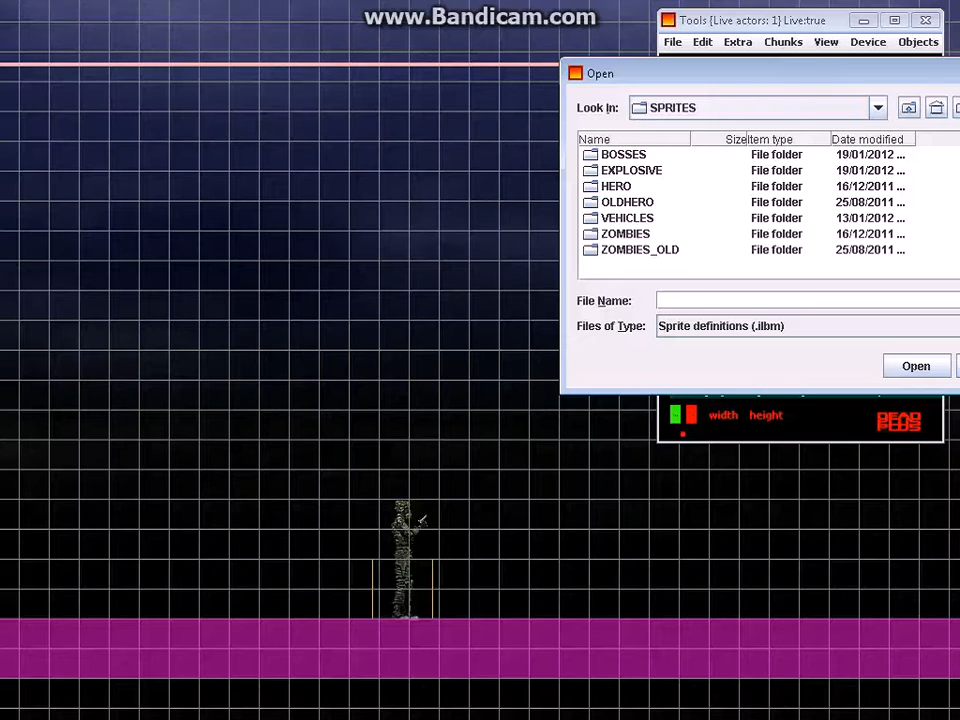 www.Bandicam.com
Tools {Live actors: 1} Live:true
File Edit Extra Chunks View Device Objects
Open
Look In: SPRITES
Name Size Item type Date modified
BOSSES File folder 19/01/2012 ...
EXPLOSIVE File folder 19/01/2012 ...
HERO File folder 16/12/2011 ...
OLDHERO File folder 25/08/2011 ...
VEHICLES File folder 13/01/2012 ...
ZOMBIES File folder 16/12/2011 ...
ZOMBIES_OLD File folder 25/08/2011 ...
File Name:
Files of Type: Sprite definitions (.ilbm)
Open
width height
DEAD